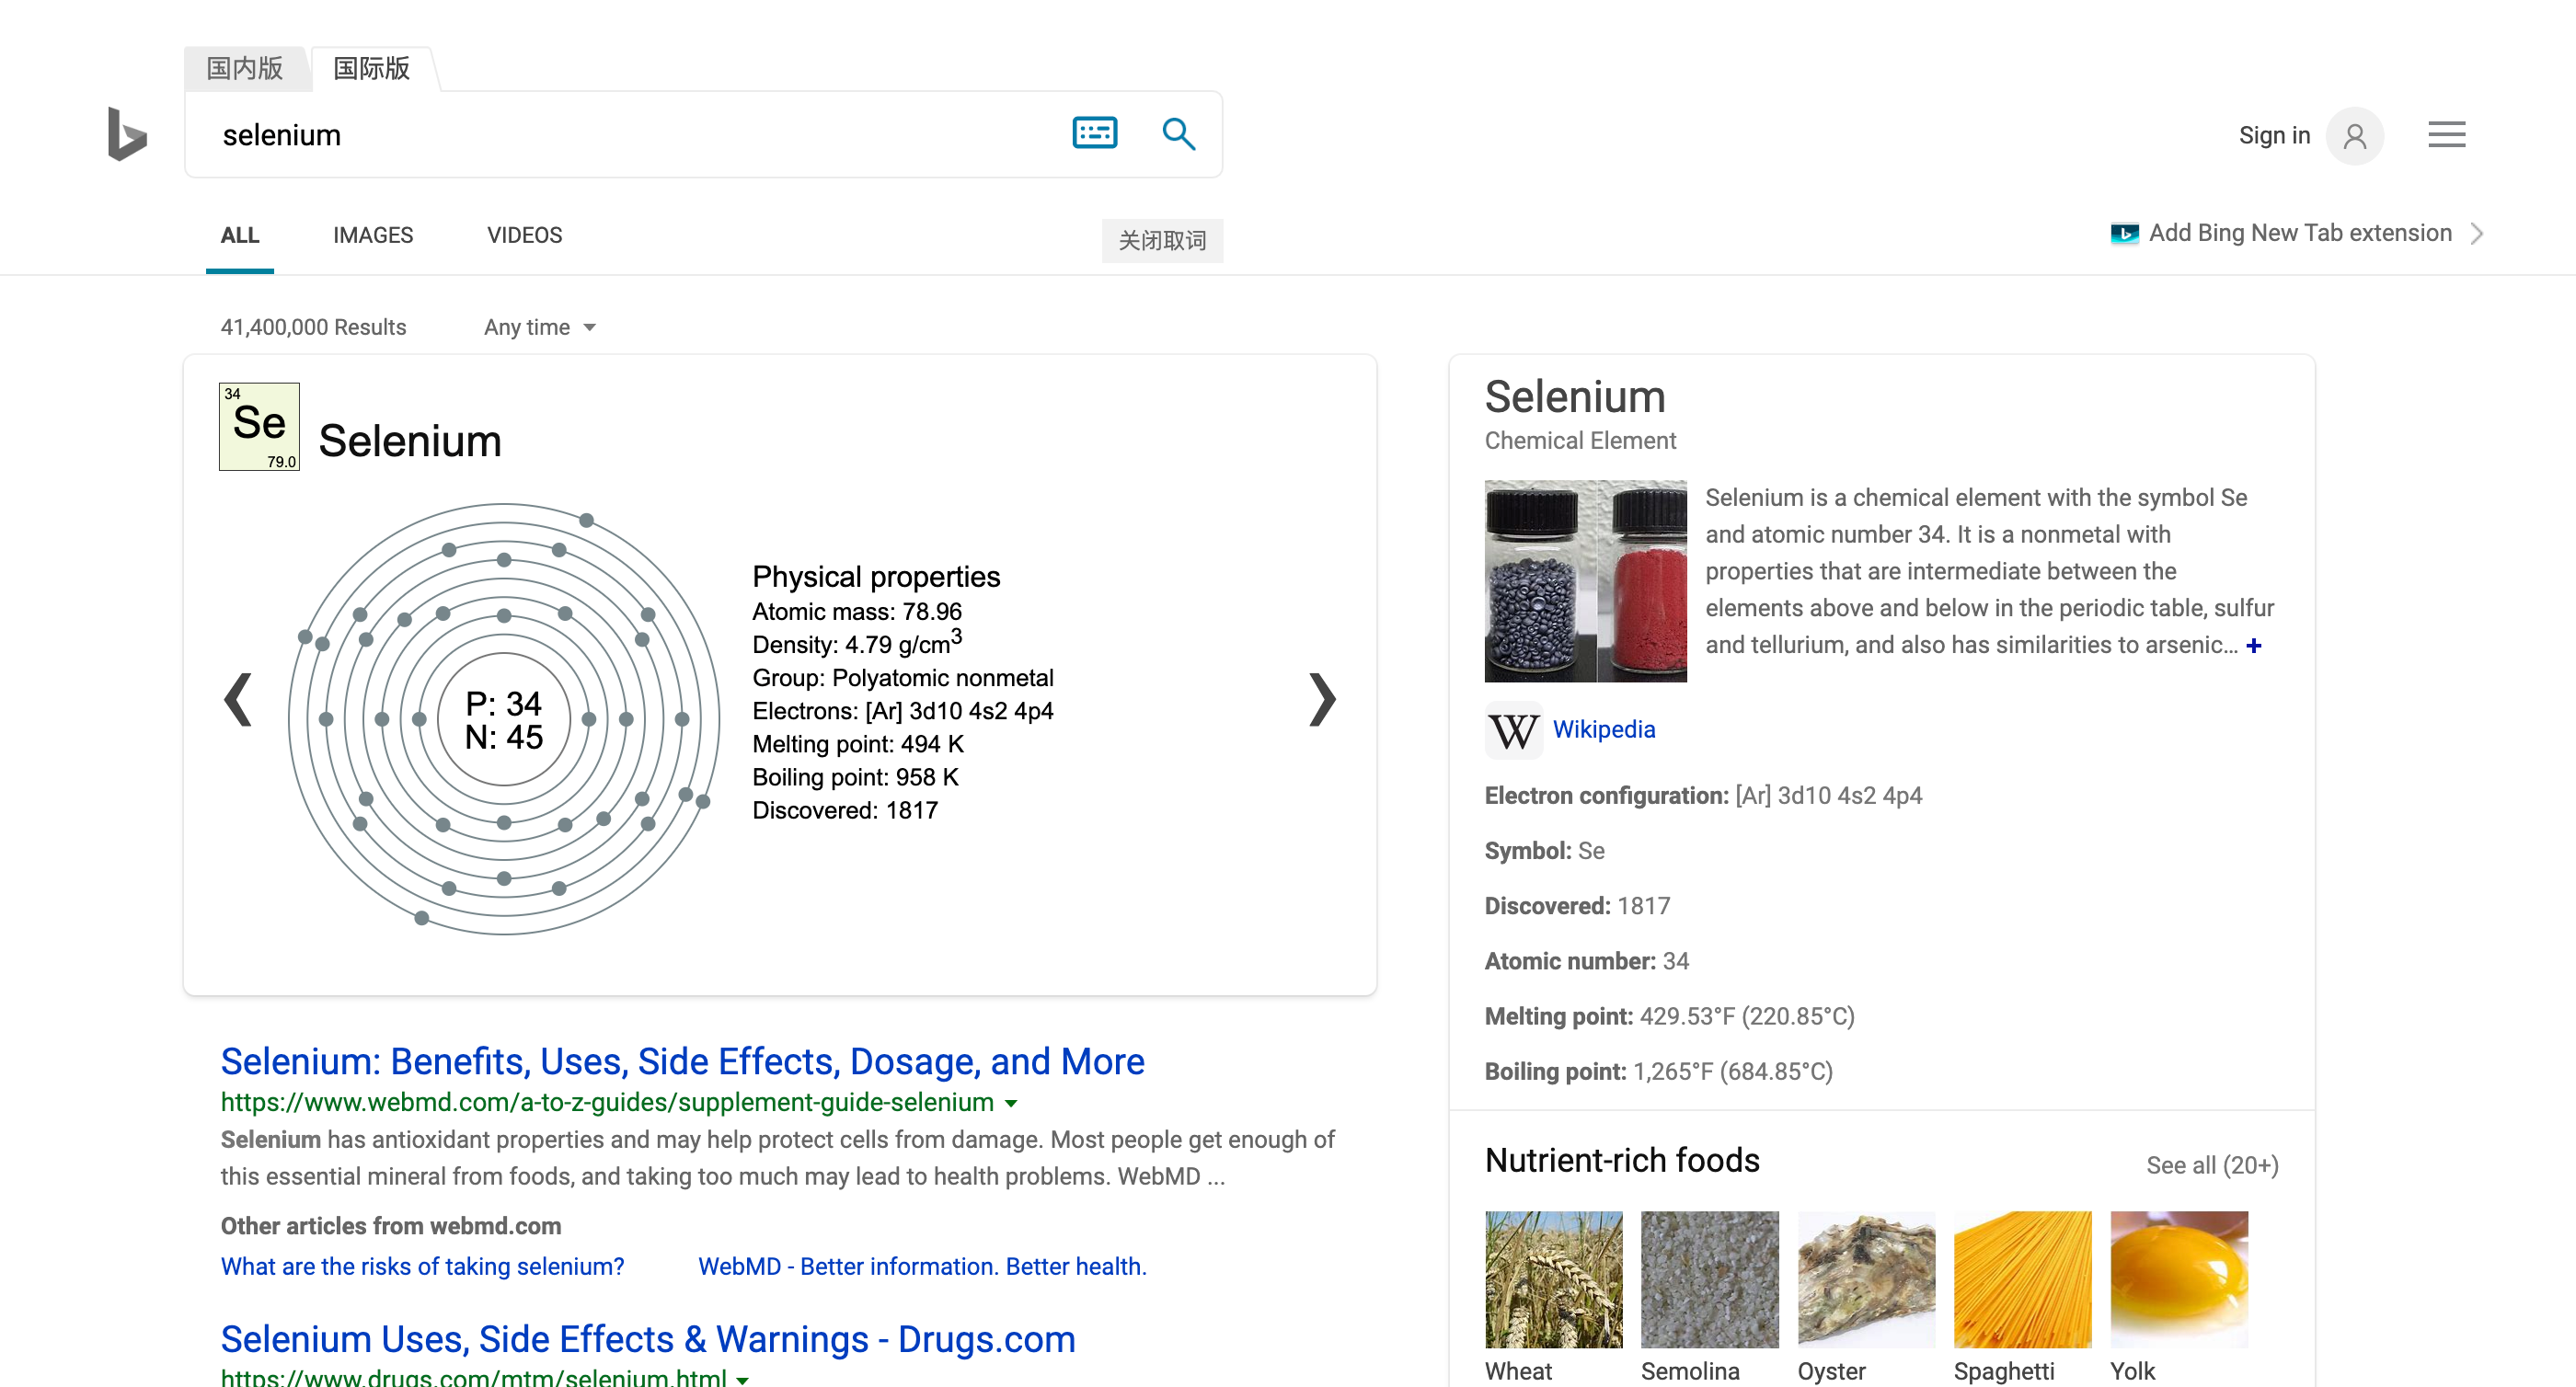 国内版
国际版
selenium
Sign in
ALL
IMAGES
VIDEOS
关闭取词
Add Bing New Tab extension
41,400,000 Results
Any time
34
Se
79.0
Selenium
P: 34
N: 45
Physical properties
Atomic mass: 78.96
Density: 4.79 g/cm3
Group: Polyatomic nonmetal
Electrons: [Ar] 3d10 4s2 4p4
Melting point: 494 K
Boiling point: 958 K
Discovered: 1817
Selenium: Benefits, Uses, Side Effects, Dosage, and More
https://www.webmd.com/a-to-z-guides/supplement-guide-selenium
Selenium has antioxidant properties and may help protect cells from damage. Most people get enough of
this essential mineral from foods, and taking too much may lead to health problems. WebMD ...
Other articles from webmd.com
What are the risks of taking selenium?
WebMD - Better information. Better health.
Selenium Uses, Side Effects & Warnings - Drugs.com
https://www.drugs.com/mtm/selenium.html
Selenium
Chemical Element
Selenium is a chemical element with the symbol Se
and atomic number 34. It is a nonmetal with
properties that are intermediate between the
elements above and below in the periodic table, sulfur
and tellurium, and also has similarities to arsenic... +
W Wikipedia
Electron configuration: [Ar] 3d10 4s2 4p4
Symbol: Se
Discovered: 1817
Atomic number: 34
Melting point: 429.53°F (220.85°C)
Boiling point: 1,265°F (684.85°C)
Nutrient-rich foods
See all (20+)
Wheat
Semolina
Oyster
Spaghetti
Yolk